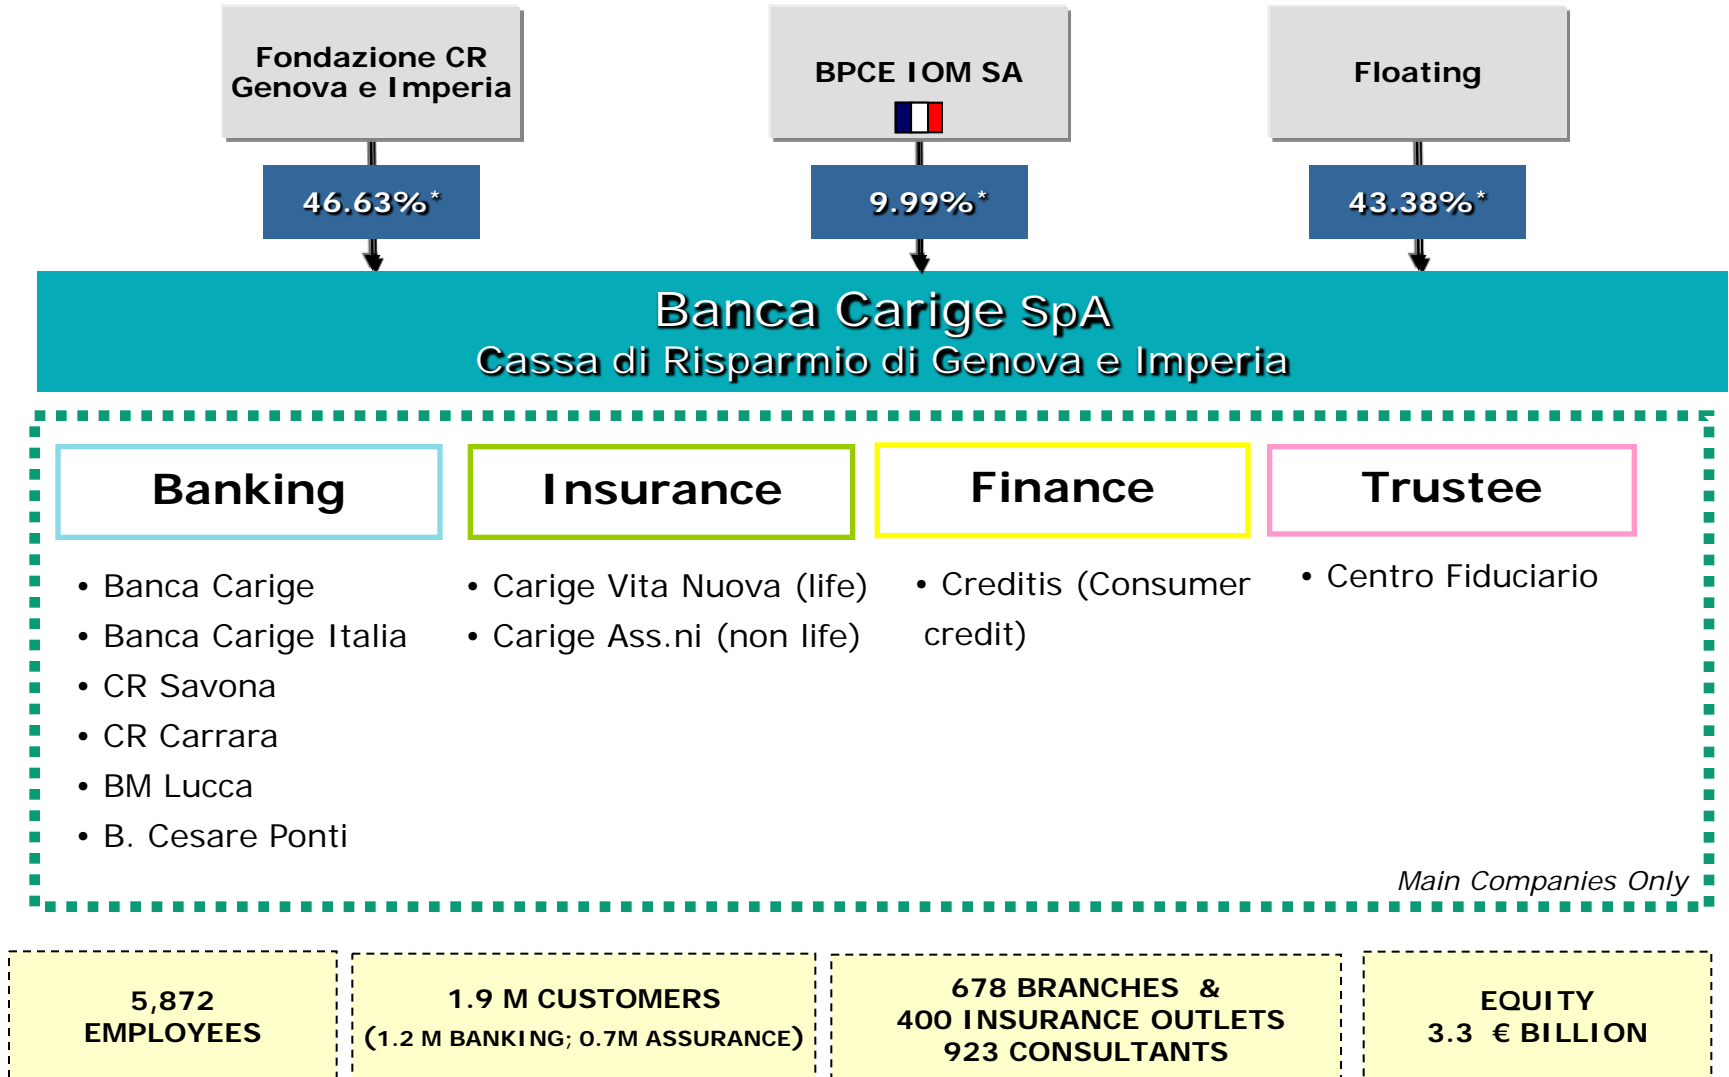 Fondazione CR
Genova e Imperia
BPCE IOM SA
Floating
46.63%*
9.99%*
43.38%*
Banca Carige SpA
Cassa di Risparmio di Genova e Imperia
Banking
Insurance
Finance
Trustee
• Banca Carige
• Banca Carige Italia
• CR Savona
• CR Carrara
• BM Lucca
• B. Cesare Ponti
• Carige Vita Nuova (life)
• Carige Ass.ni (non life)
• Creditis (Consumer
credit)
• Centro Fiduciario
Main Companies Only
5,872
EMPLOYEES
1.9 M CUSTOMERS
(1.2 M BANKING; 0.7M ASSURANCE)
678 BRANCHES &
400 INSURANCE OUTLETS
923 CONSULTANTS
EQUITY
3.3 € BILLION